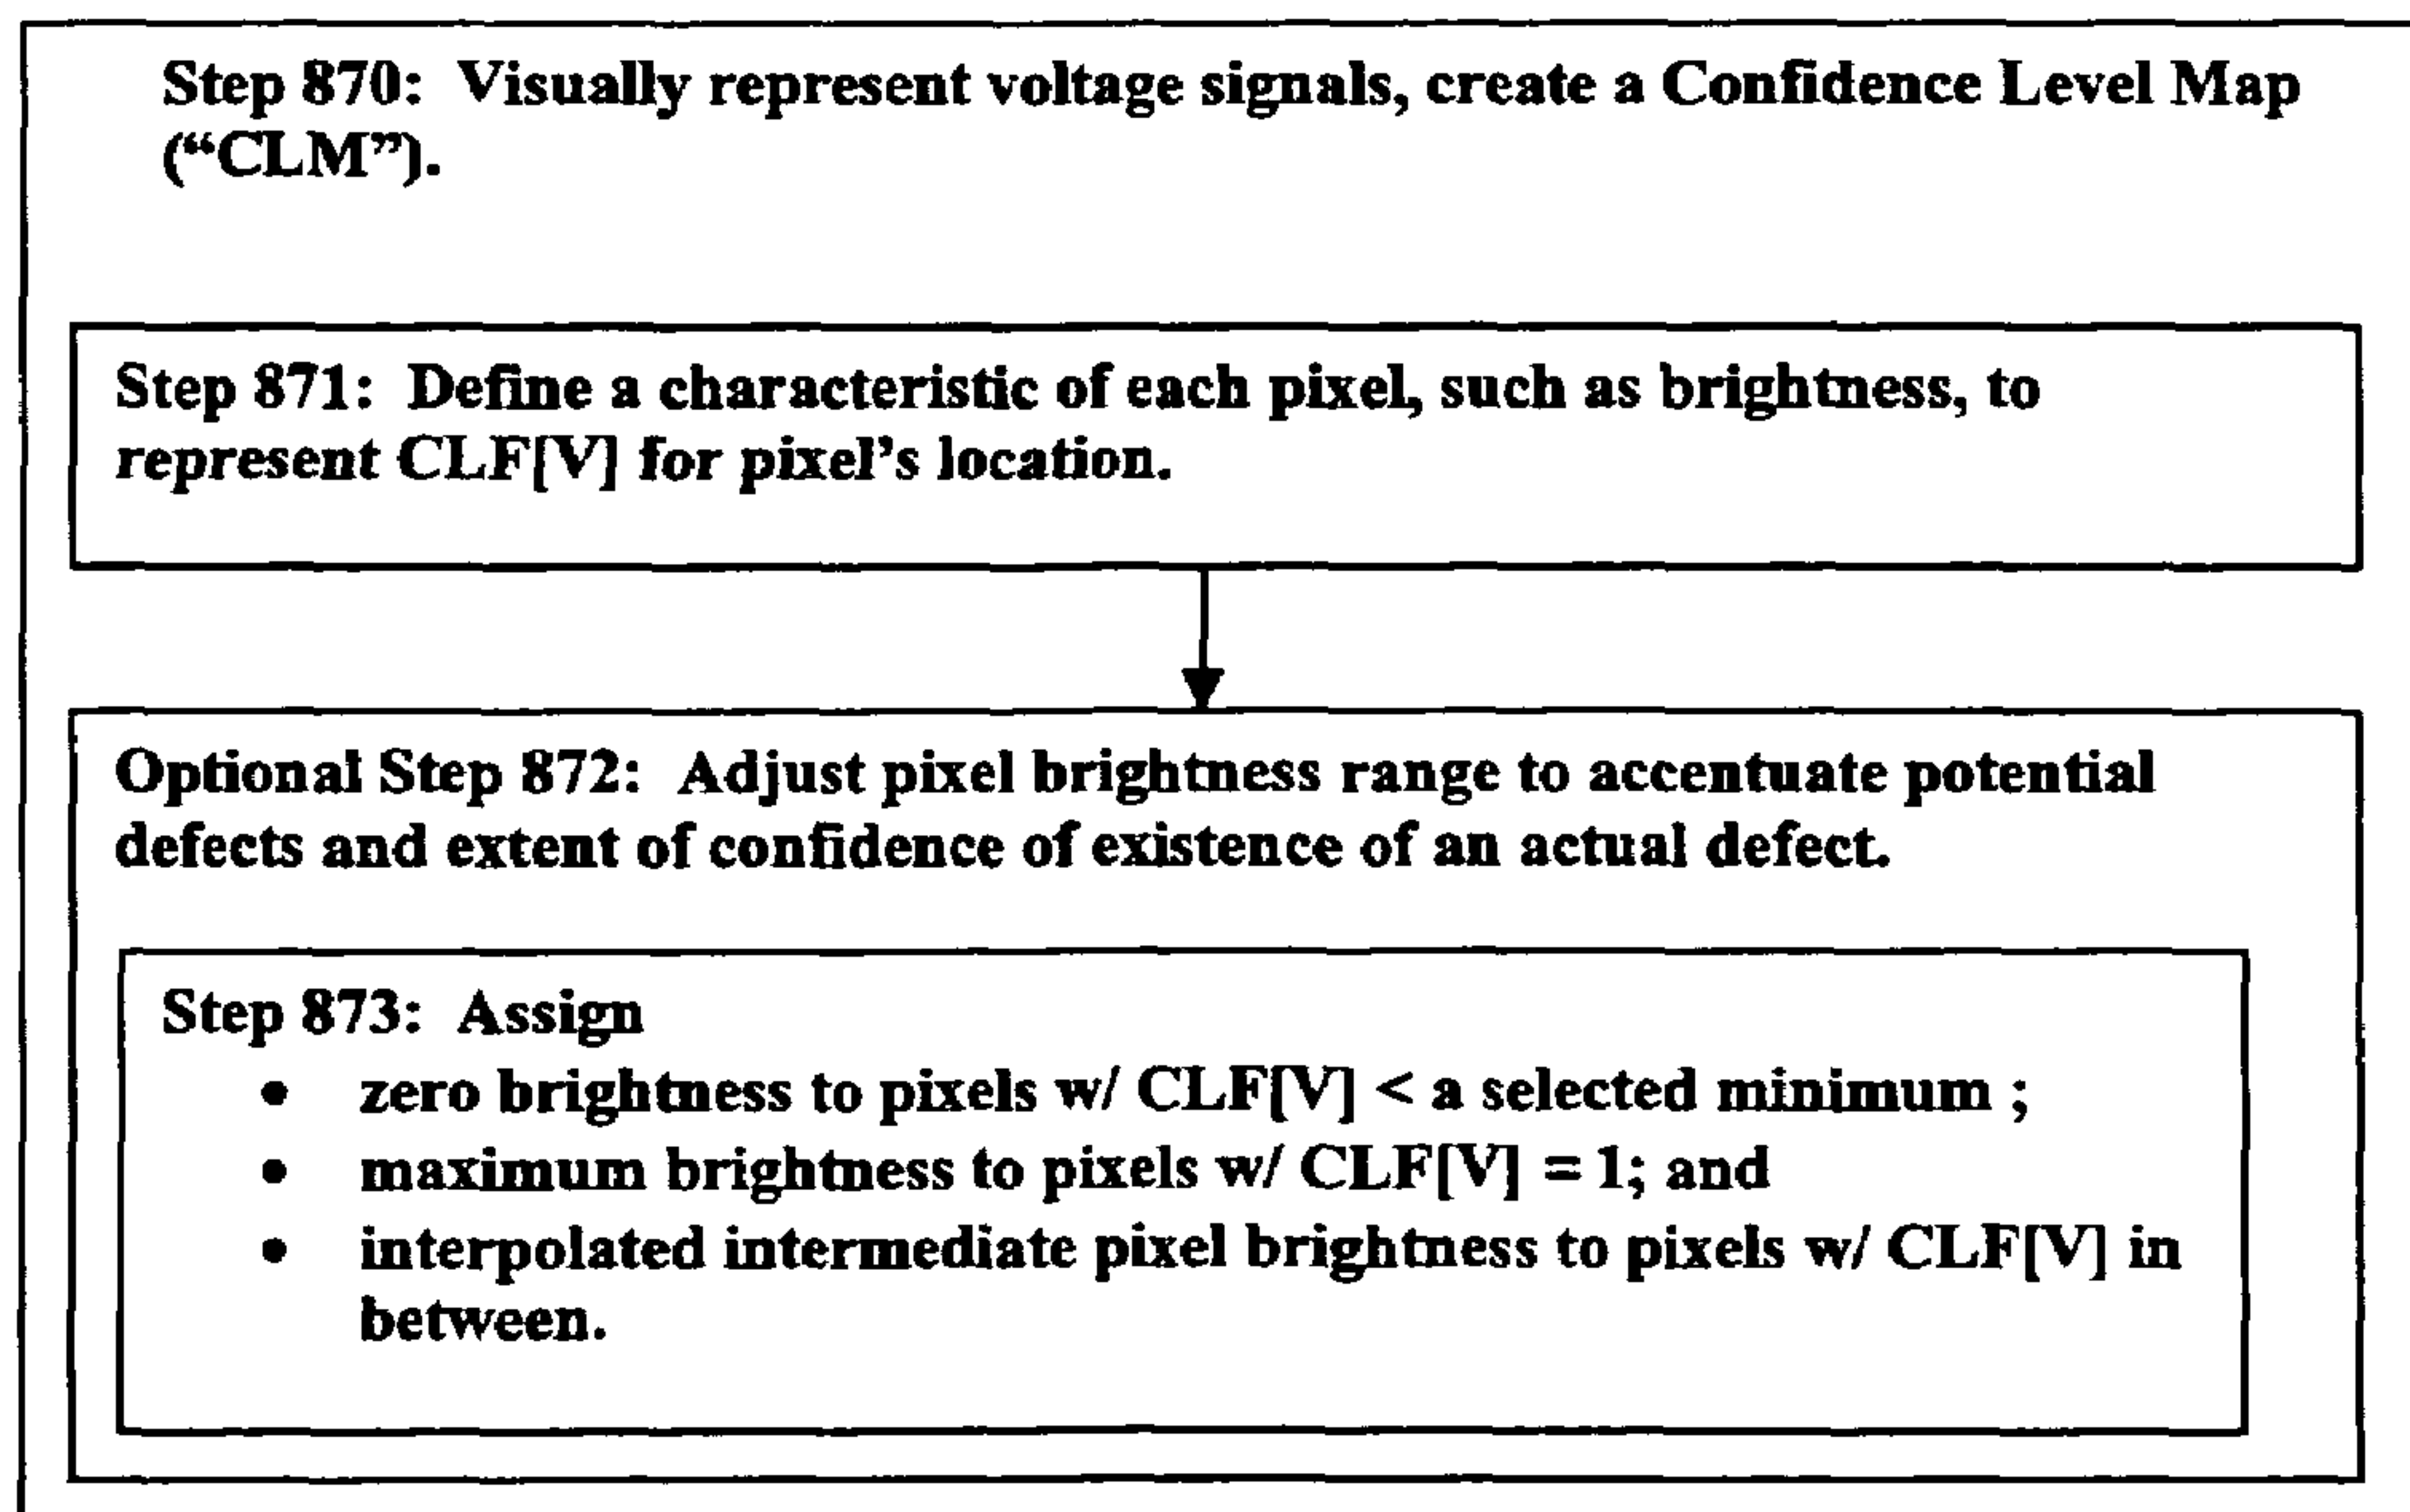 Step 870: Visually represent voltage signals, create a Confidence Level Map
(“CLM”).
Step 871: Define a characteristic of each pixel, such as brightness, to
represent CLF[V] for pixel’s location.
Optional Step 872: Adjust pixel brightness range to accentuate potential
defects and extent of confidence of existence of an actual defect.
Step 873: Assign
• zero brightness to pixels w/ CLF[V] < a selected minimum ;
• maximum brightness to pixels w/ CLF[V] = 1; and
• interpolated intermediate pixel brightness to pixels w/ CLF[V] in
between.